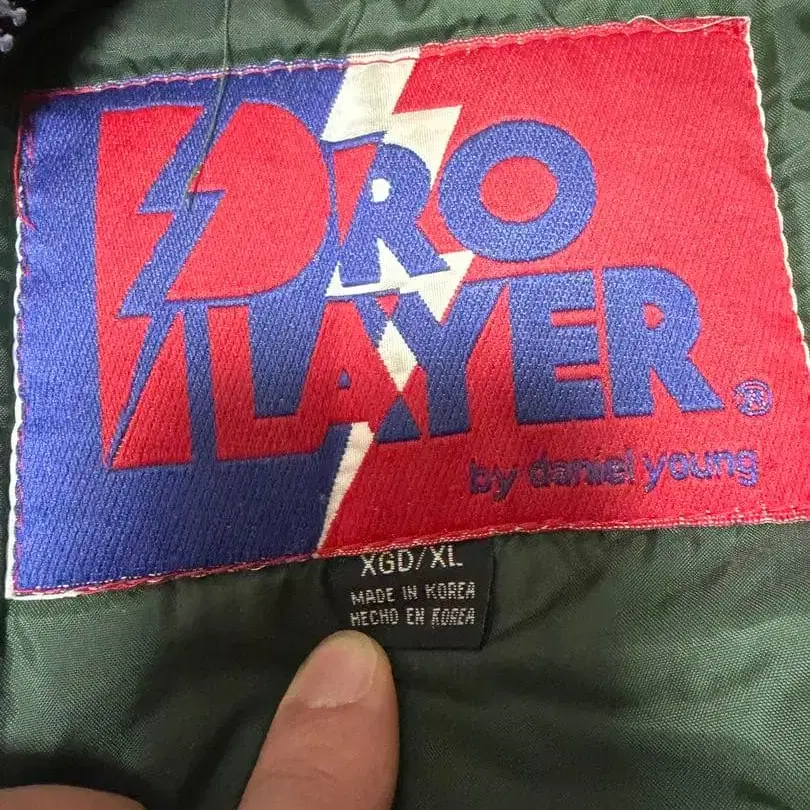 PRO
PLAYER®
by daniel young
XGD/XL
MADE IN KOREA
HECHO EN KOREA